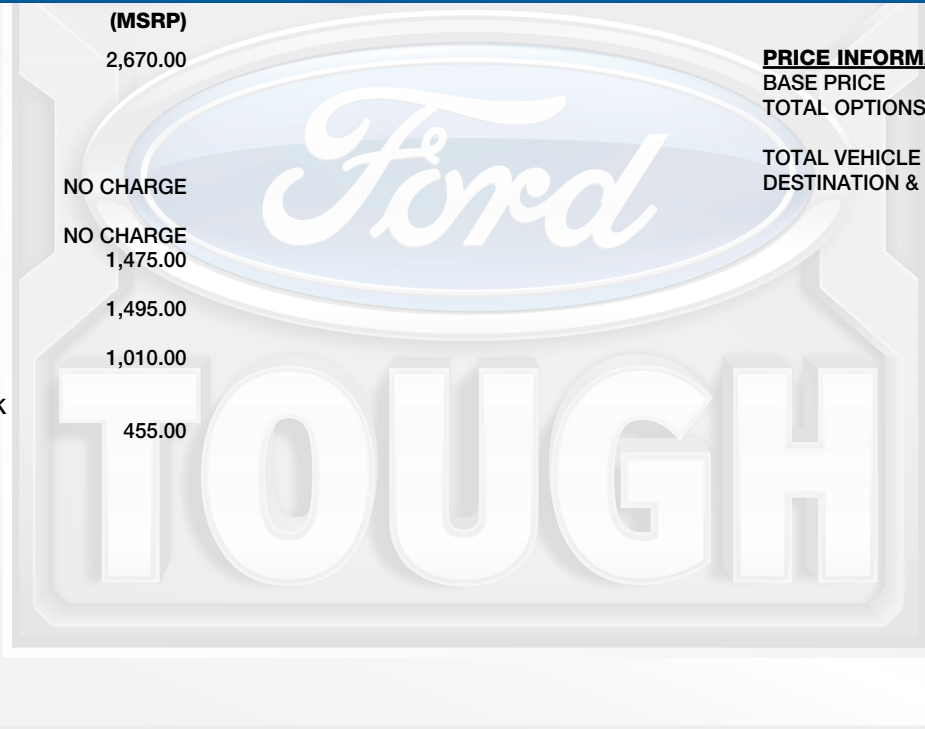 (MSRP)
2,670.00
NO CHARGE
NO CHARGE
1,475.00
1,495.00
1,010.00
K
455.00
PRICE INFORMA
BASE PRICE
TOTAL OPTIONS
TOTAL VEHICLE
DESTINATION &
Ford
TOUGH